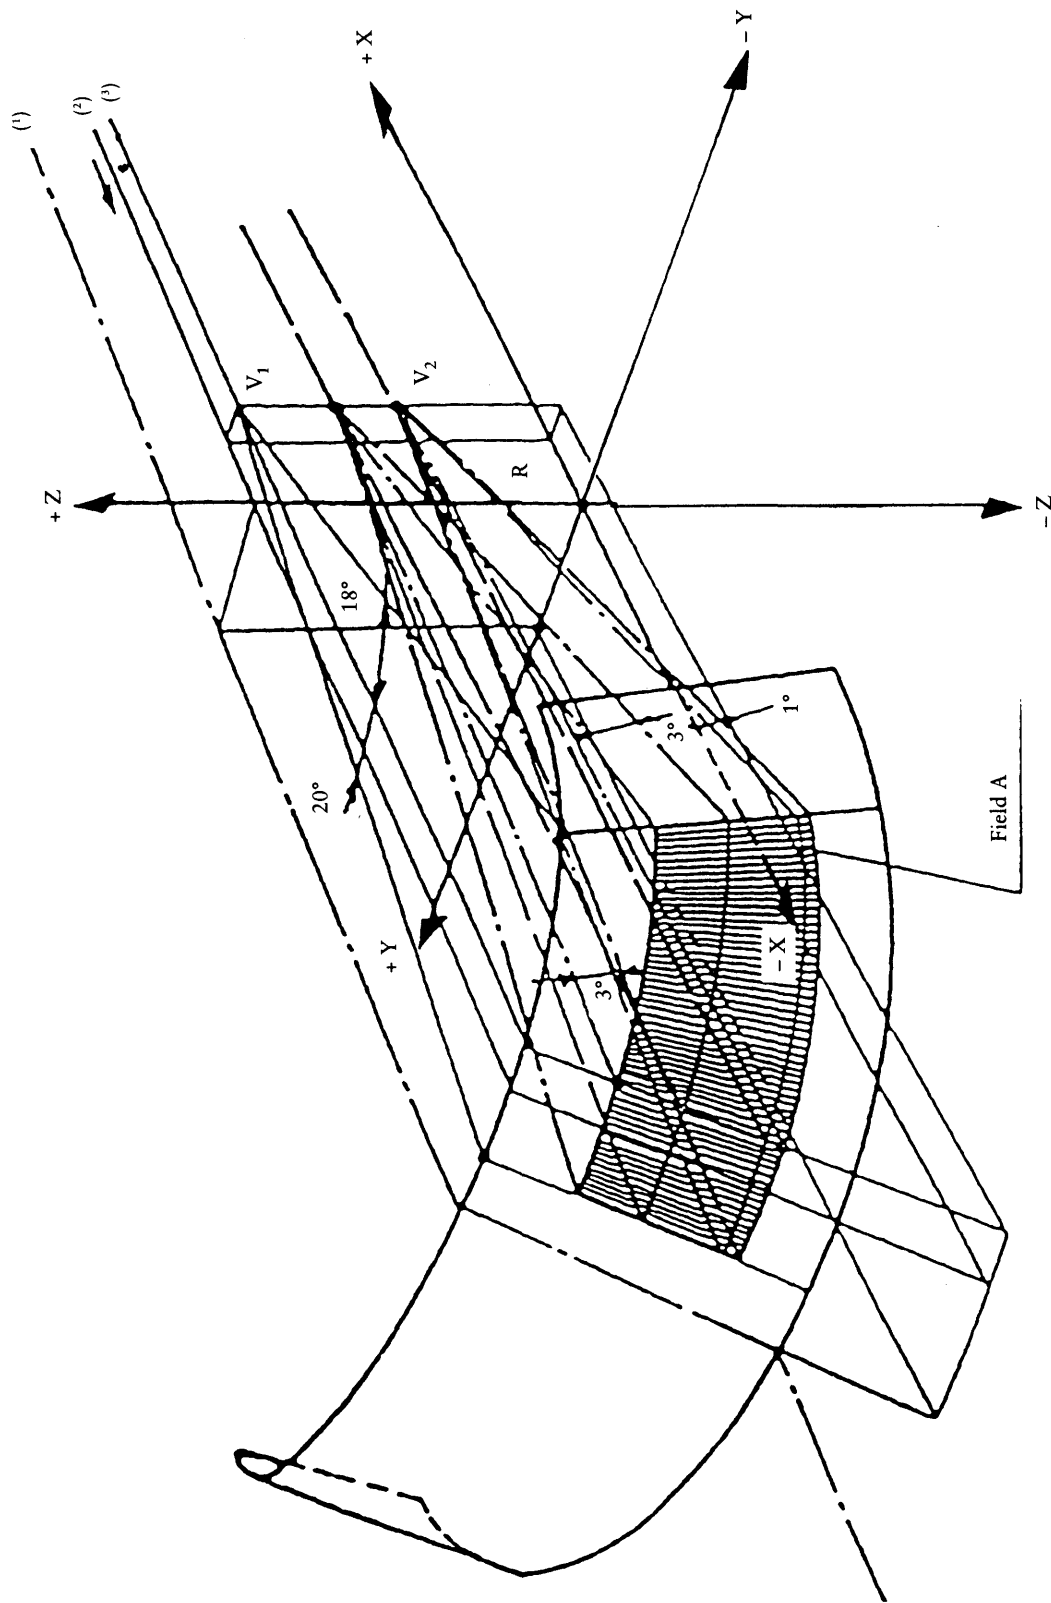 (¹)
(²)
(³)
+ X
− Y
+ Z
V₁
V₂
R
− Z
18°
20°
+ Y
3°
3°
1°
− X
Field A